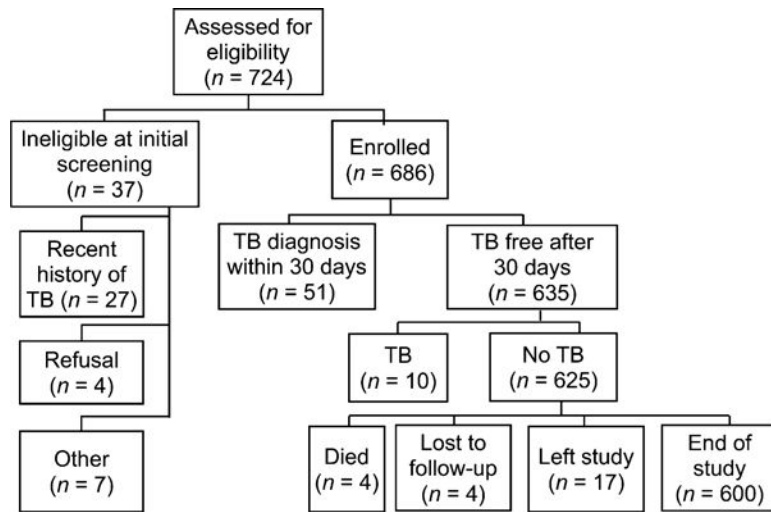 Assessed for
eligibility
(n = 724)
Ineligible at initial
screening
(n = 37)
Enrolled
(n = 686)
Recent
history of
TB (n = 27)
TB diagnosis
within 30 days
(n = 51)
TB free after
30 days
(n = 635)
Refusal
(n = 4)
TB
(n = 10)
No TB
(n = 625)
Other
(n = 7)
Died
(n = 4)
Lost to
follow-up
(n = 4)
Left study
(n = 17)
End of
study
(n = 600)